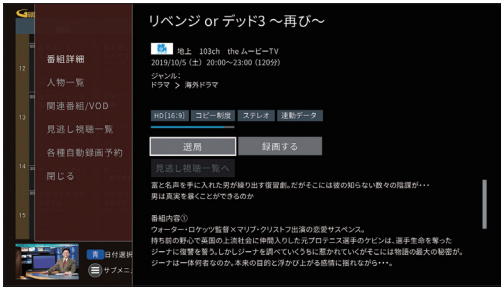 リベンジ or デッド3 ～再び～
地上 103ch the ムービーTV
2019/10/5 (土) 20:00～23:00 (120分)
ジャンル：
ドラマ > 海外ドラマ
HD[16:9] コピー制度 ステレオ 連動データ
選局 録画する
見逃し視聴一覧へ
富と名声を手に入れた男が繰り出す復習劇。だがそこには彼の知らない数々の陰謀が・・・
男は真実を暴くことができるのか
番組内容①
ウォーター・ロケッツ監督×マリブ・クリストフ出演の恋愛サスペンス。
持ち前の野心で英国の上流社会に仲間入りした元プロテニス選手のケビンは、選手生命を奪った
ジーナに復讐を誓う。しかしジーナを調べていくうちに惹かれていくがそこには物語の最大の秘密が。
ジーナは一体何者なのか。本来の目的と浮かび上がる感情に揺れながら・・・。
番組詳細
人物一覧
関連番組/VOD
見逃し視聴一覧
各種自動録画予約
閉じる
12
13
14
15
青 日付選択
サブメニ